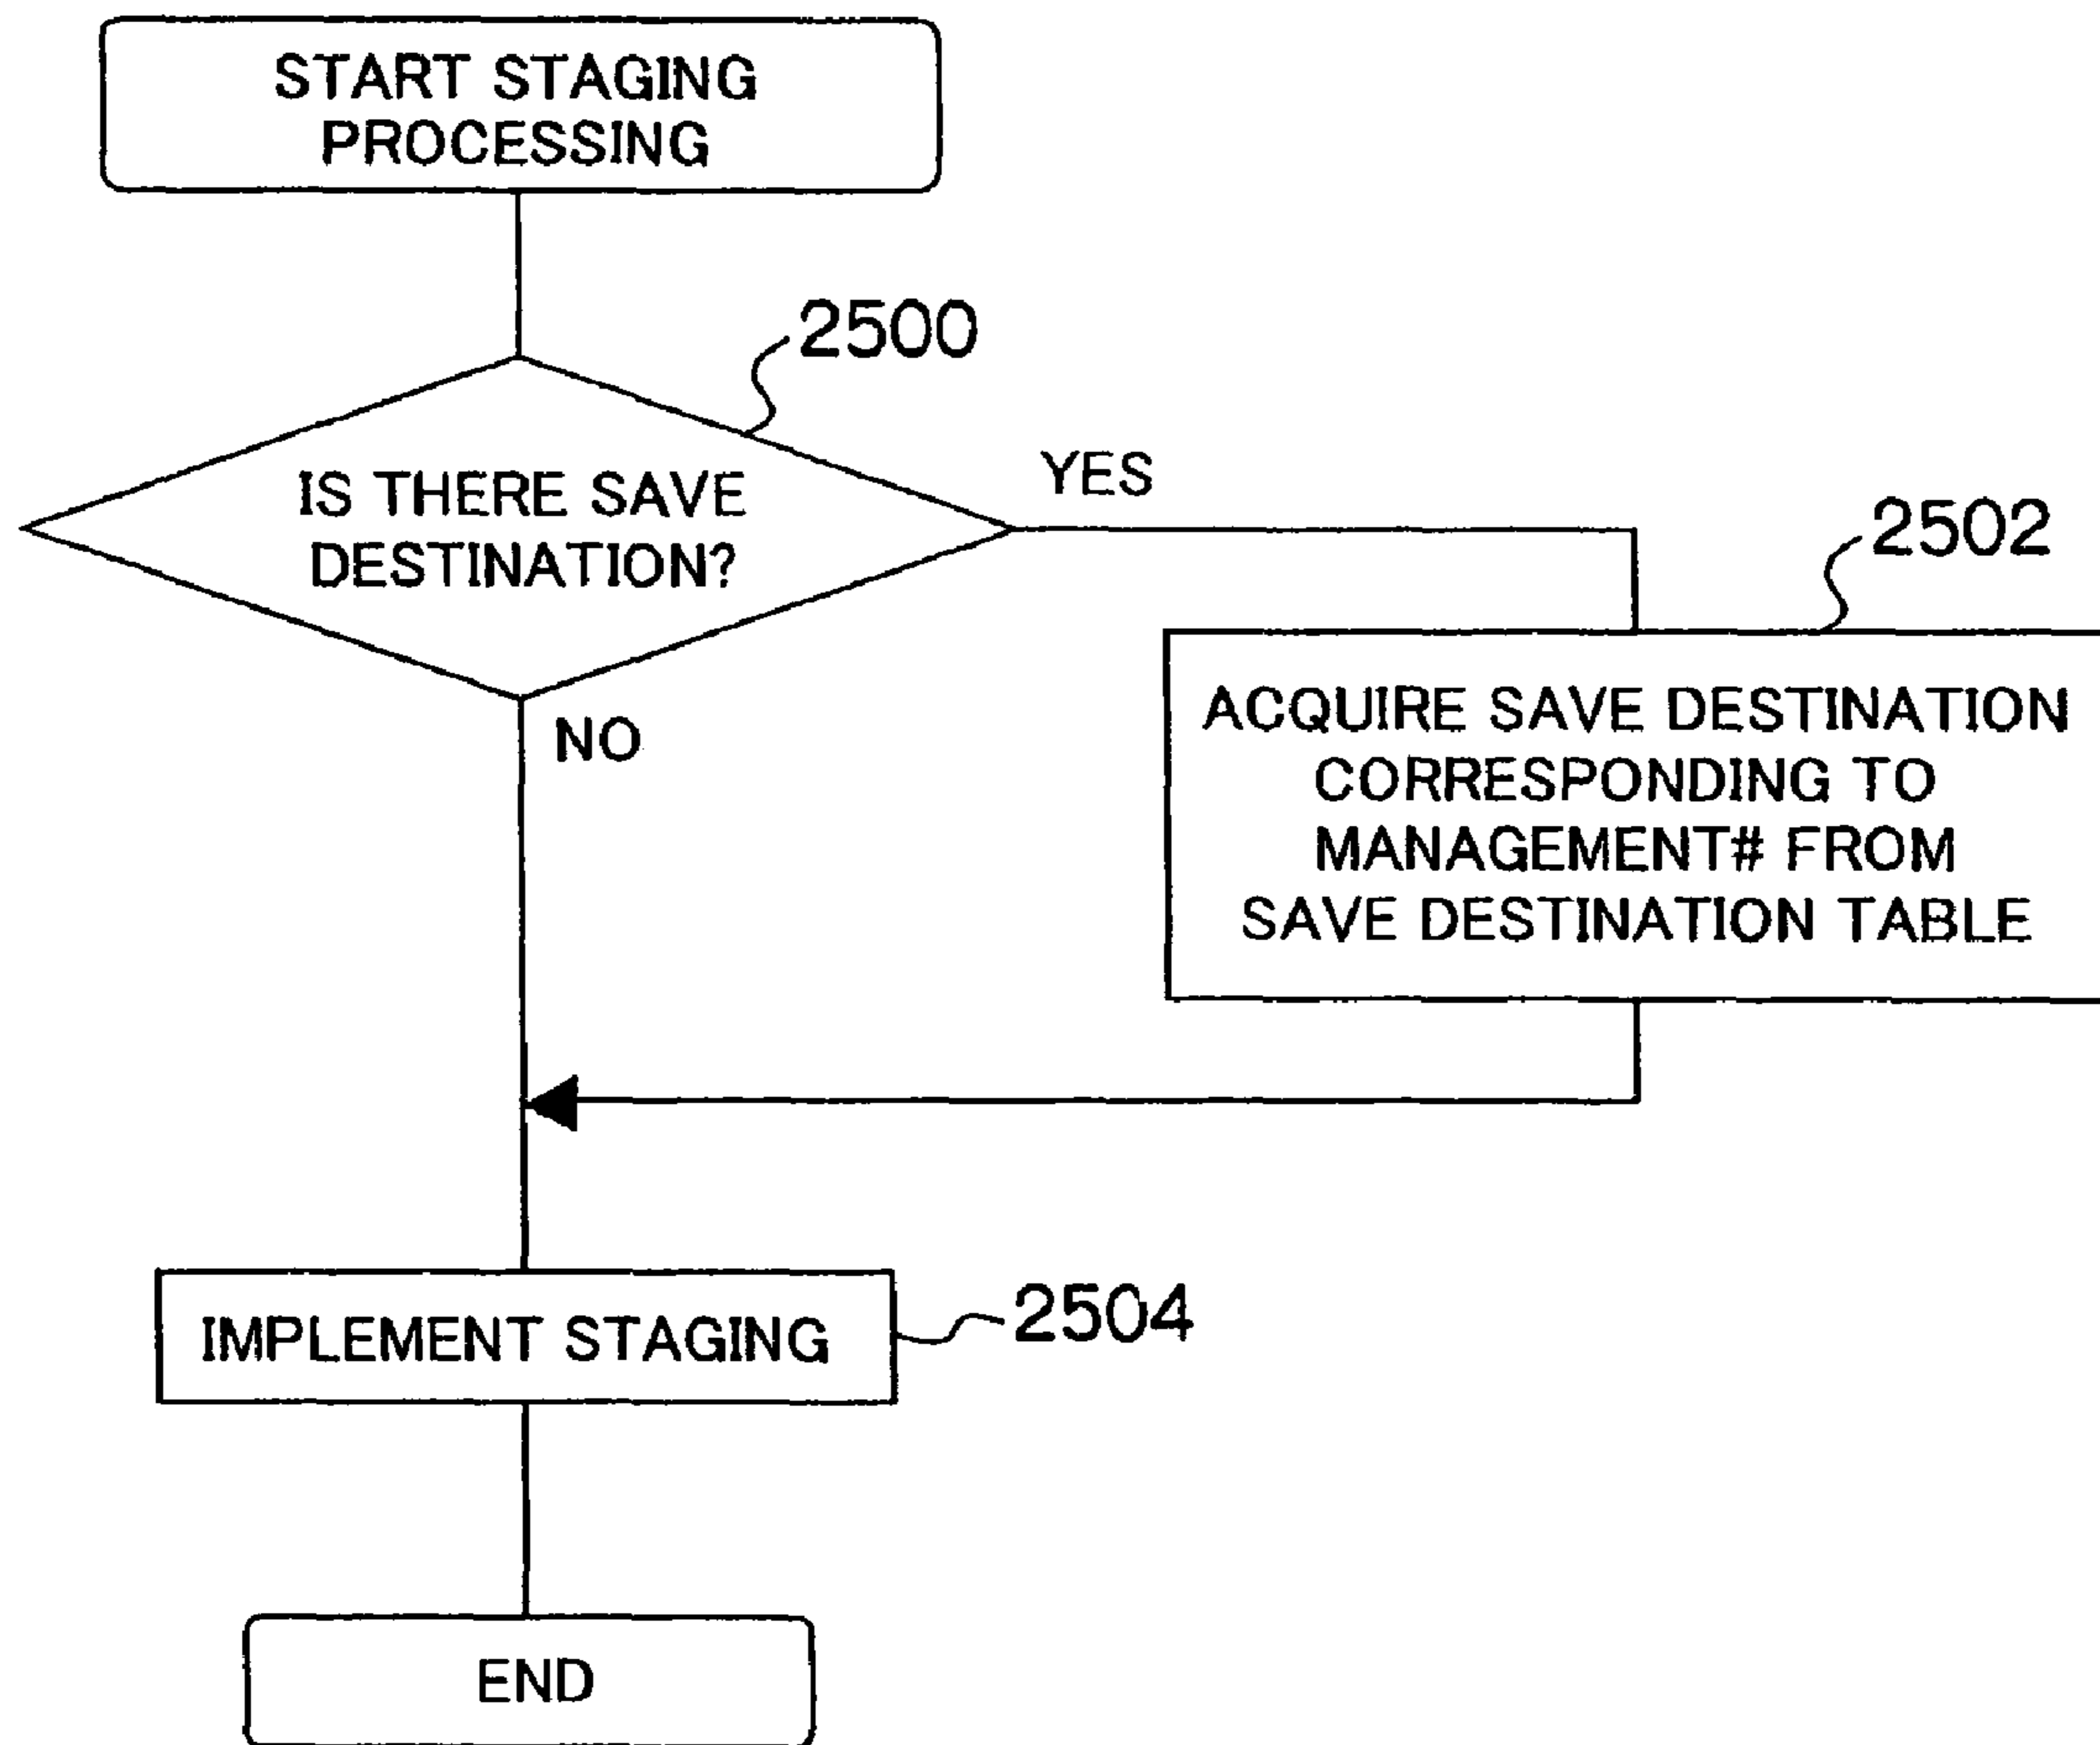 START STAGING
PROCESSING
2500
IS THERE SAVE
DESTINATION?
YES
2502
ACQUIRE SAVE DESTINATION
CORRESPONDING TO
MANAGEMENT# FROM
SAVE DESTINATION TABLE
NO
IMPLEMENT STAGING
2504
END